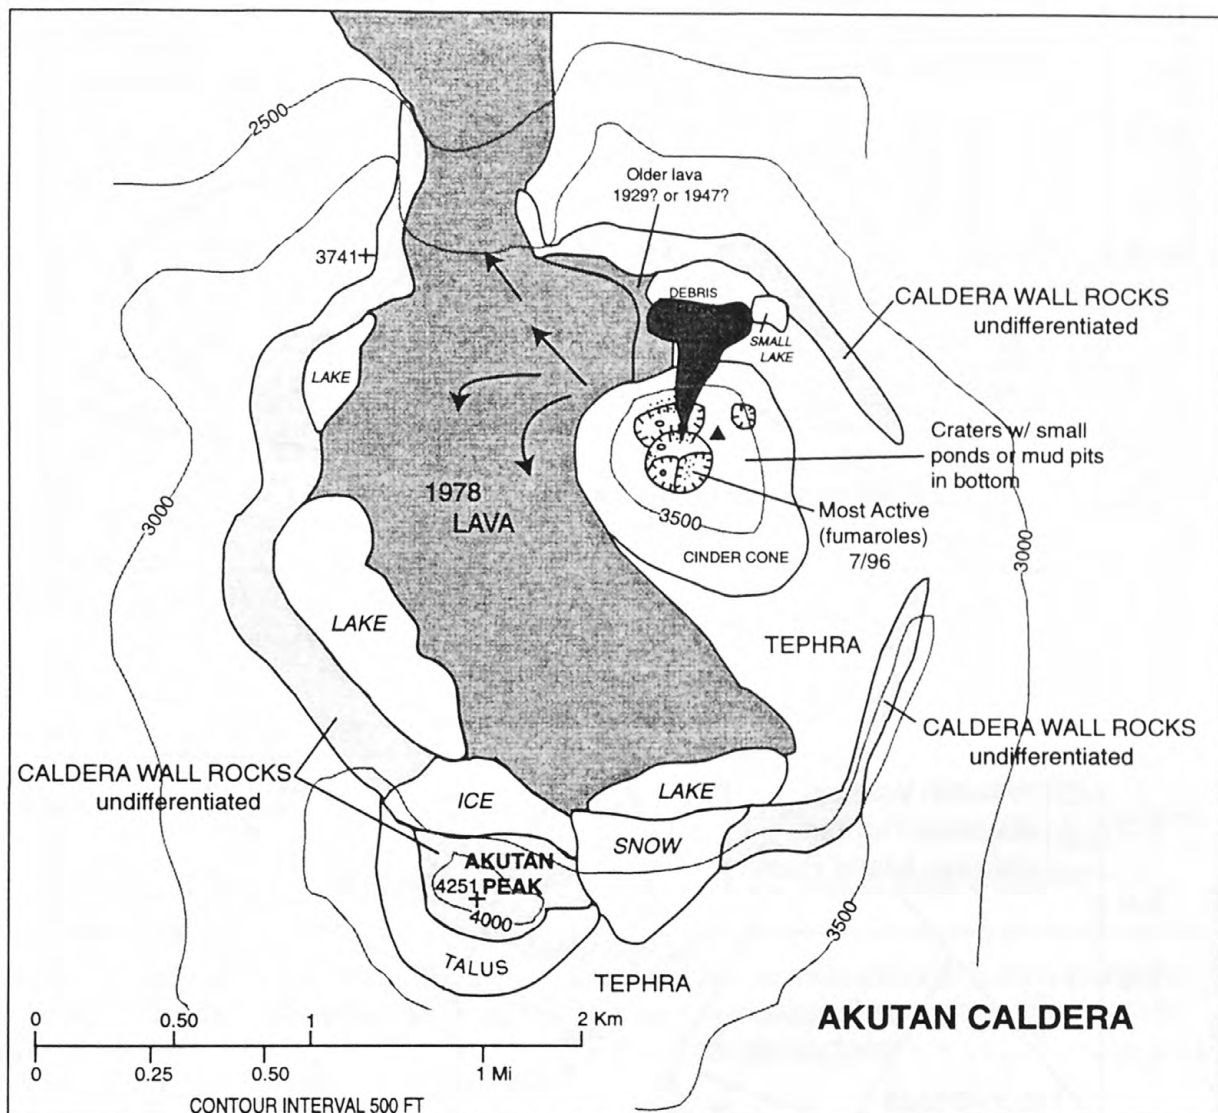 2500
Older lava
1929? or 1947?
3741
DEBRIS
CALDERA WALL ROCKS
undifferentiated
SMALL
LAKE
LAKE
Craters w/ small
ponds or mud pits
in bottom
1978
LAVA
3000
3500
Most Active
(fumaroles)
7/96
3000
CINDER CONE
LAKE
TEPHRA
CALDERA WALL ROCKS
undifferentiated
CALDERA WALL ROCKS
undifferentiated
ICE
LAKE
SNOW
AKUTAN
PEAK
4251
4000
3500
TALUS
TEPHRA
AKUTAN CALDERA
0 0.50 1 2 Km
0 0.25 0.50 1 Mi
CONTOUR INTERVAL 500 FT